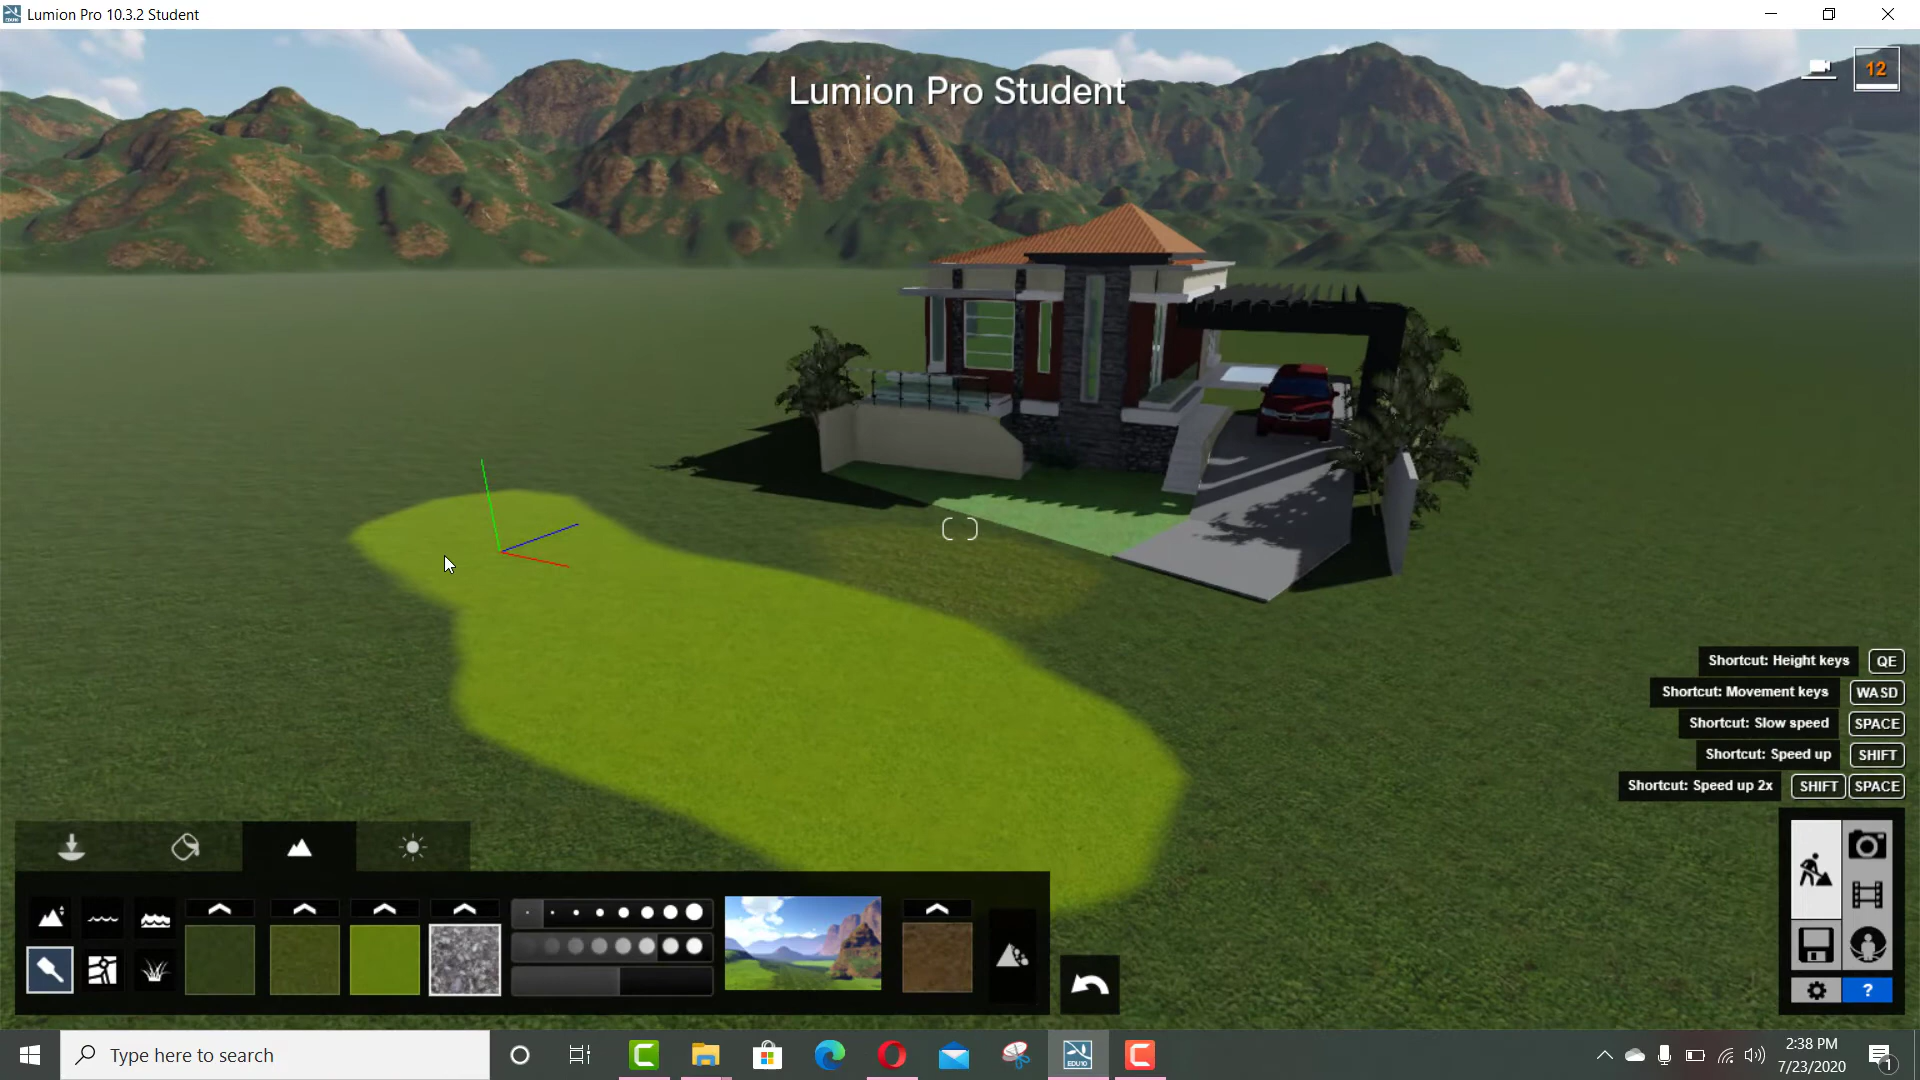 Lumion Pro 10.3.2 Student
Lumion Pro Student
12
Shortcut: Height keys QE
Shortcut: Movement keys WASD
Shortcut: Slow speed SPACE
Shortcut: Speed up SHIFT
Shortcut: Speed up 2x SHIFT SPACE
?
Type here to search
EDU10
2:38 PM
7/23/2020
1